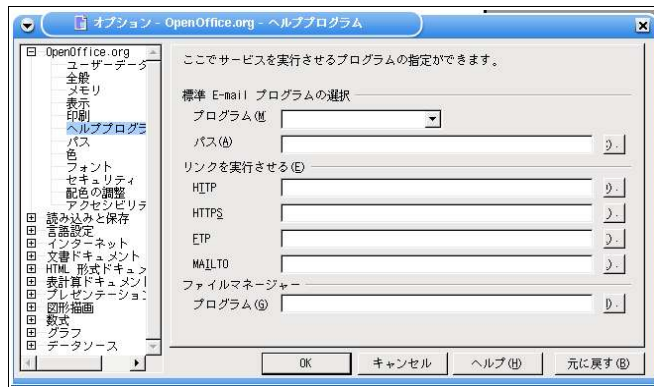 オプション - OpenOffice.org - ヘルププログラム
OpenOffice.org
ユーザーデータ
全般
メモリ
表示
印刷
ヘルププログラ
パス
色
フォント
セキュリティ
配色の調整
アクセシビリテ
読み込みと保存
言語設定
インターネット
文書ドキュメント
HTML 形式ドキュメ
表計算ドキュメント
プレゼンテーション
図形描画
数式
グラフ
データソース
ここでサービスを実行させるプログラムの指定ができます。
標準 E-mail プログラムの選択
プログラム(M
パス(A)
リンクを実行させる(E)
HTTP
HTTPS
FTP
MAILTO
ファイルマネージャー
プログラム(G)
OK
キャンセル
ヘルプ(H)
元に戻す(B)